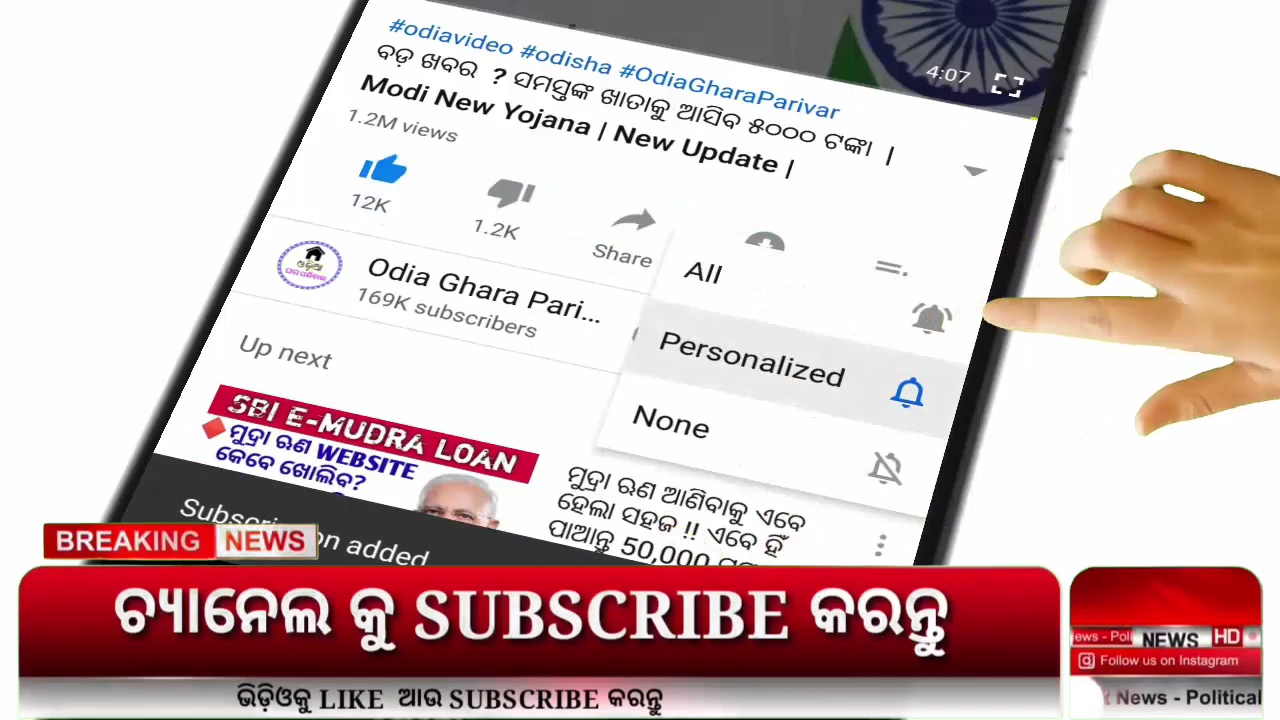 4:07
#odiavideo #odisha #OdiaGharaParivar
ବଡ଼ ଖବର ? ସମସ୍ତଙ୍କ ଖାତାକୁ ଆସିବ ୫୦୦୦ ଟଙ୍କା |
Modi New Yojana | New Update |
1.2M views
12K
1.2K
Share
All
Personalized
None
Odia Ghara Pari...
169K subscribers
Up next
SBI E-MUDRA LOAN
ମୁଦ୍ରା ଋଣ WEBSITE
କେବେ ଖୋଲିବ?
ମୁଦ୍ରା ଋଣ ଆଣିବାକୁ ଏବେ
ହେଲା ସହଜ !! ଏବେ ହିଁ
ପାଆନ୍ତୁ 50,000
added
BREAKING NEWS
ଚ୍ୟାନେଲ କୁ SUBSCRIBE କରନ୍ତୁ
ଭିଡ଼ିଓକୁ LIKE ଆଉ SUBSCRIBE କରନ୍ତୁ
NEWS HD
Follow us on Instagram
News - Political